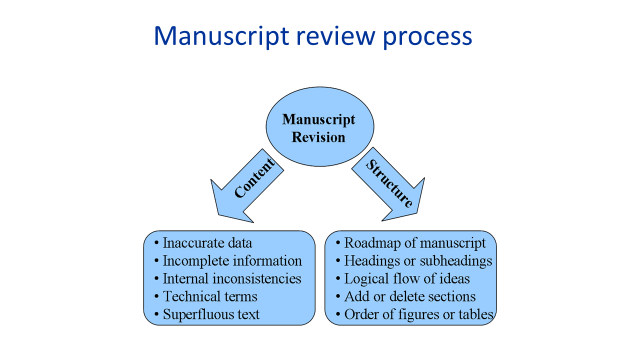 Manuscript review process
Manuscript
Revision
Content
Structure
• Inaccurate data
• Incomplete information
• Internal inconsistencies
• Technical terms
• Superfluous text
• Roadmap of manuscript
• Headings or subheadings
• Logical flow of ideas
• Add or delete sections
• Order of figures or tables